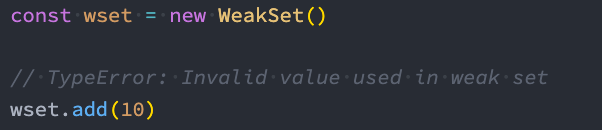 const wset = new WeakSet()
// TypeError: Invalid value used in weak set
wset.add(10)